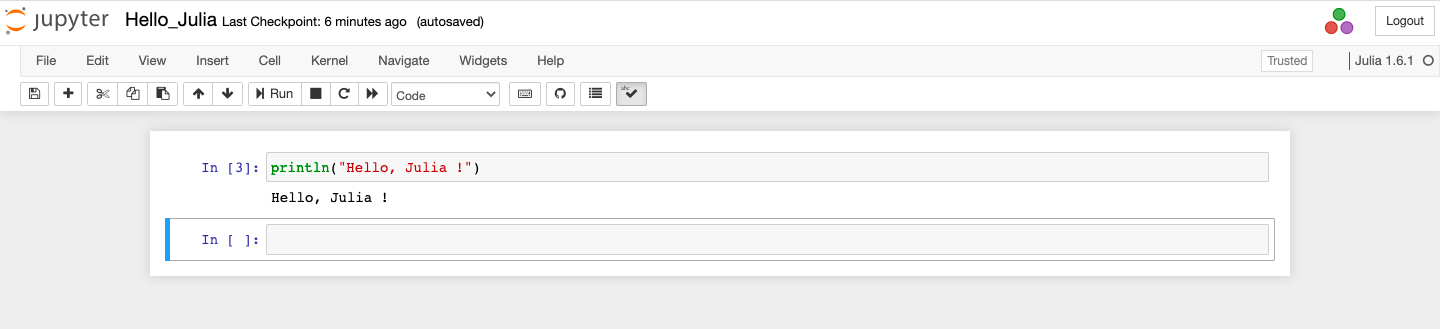 jupyter Hello_Julia Last Checkpoint: 6 minutes ago (autosaved) Logout
File Edit View Insert Cell Kernel Navigate Widgets Help Trusted Julia 1.6.1
Run Code abc
In [3]: println("Hello, Julia !")
Hello, Julia !
In [ ]: